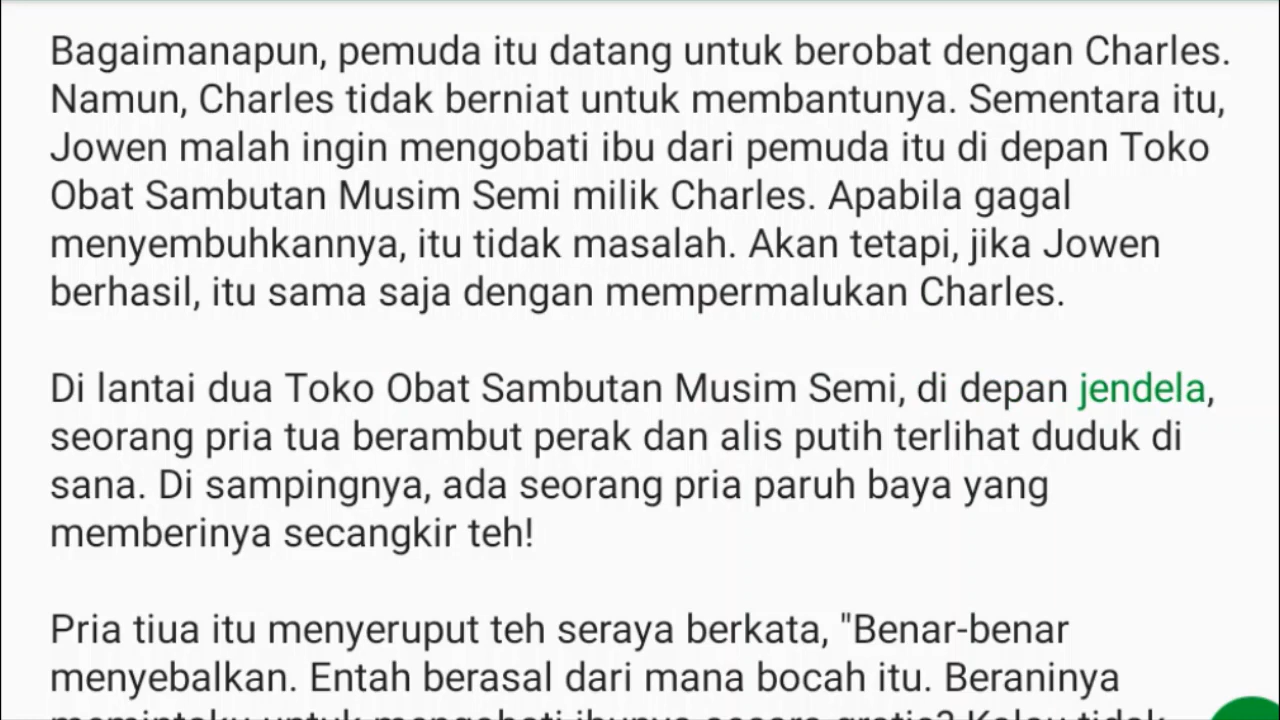 Bagaimanapun, pemuda itu datang untuk berobat dengan Charles.
Namun, Charles tidak berniat untuk membantunya. Sementara itu,
Jowen malah ingin mengobati ibu dari pemuda itu di depan Toko
Obat Sambutan Musim Semi milik Charles. Apabila gagal
menyembuhkannya, itu tidak masalah. Akan tetapi, jika Jowen
berhasil, itu sama saja dengan mempermalukan Charles.
Di lantai dua Toko Obat Sambutan Musim Semi, di depan jendela,
seorang pria tua berambut perak dan alis putih terlihat duduk di
sana. Di sampingnya, ada seorang pria paruh baya yang
memberinya secangkir teh!
Pria tiua itu menyeruput teh seraya berkata, "Benar-benar
menyebalkan. Entah berasal dari mana bocah itu. Beraninya